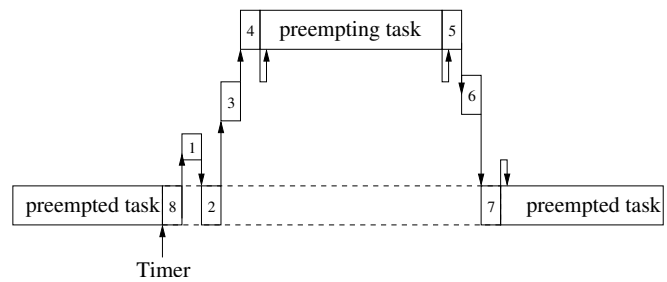 4 preempting task 5
3 6
1
preempted task 8 2 7 preempted task
Timer